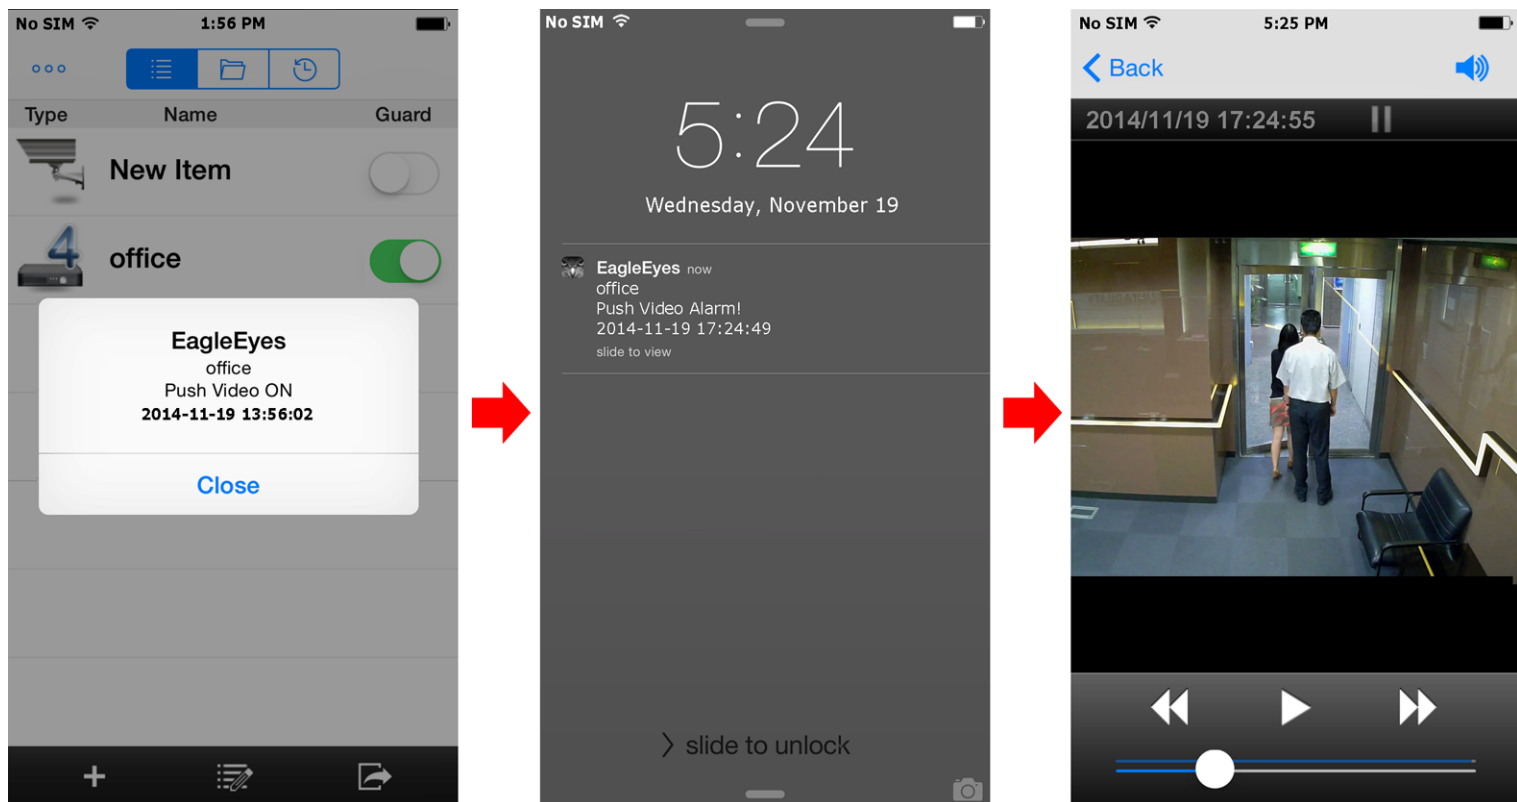 No SIM
1:56 PM
Type Name Guard
New Item
4
office
EagleEyes
office
Push Video ON
2014-11-19 13:56:02
Close
No SIM
5:24
Wednesday, November 19
EagleEyes now
office
Push Video Alarm!
2014-11-19 17:24:49
slide to view
slide to unlock
No SIM
5:25 PM
Back
2014/11/19 17:24:55